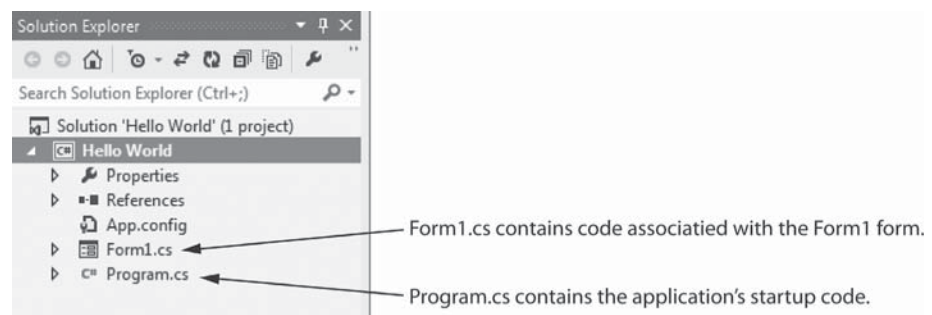 Solution Explorer
Search Solution Explorer (Ctrl+;)
Solution 'Hello World' (1 project)
C# Hello World
Properties
References
App.config
Form1.cs
Form1.cs contains code associatied with the Form1 form.
C# Program.cs
Program.cs contains the application’s startup code.